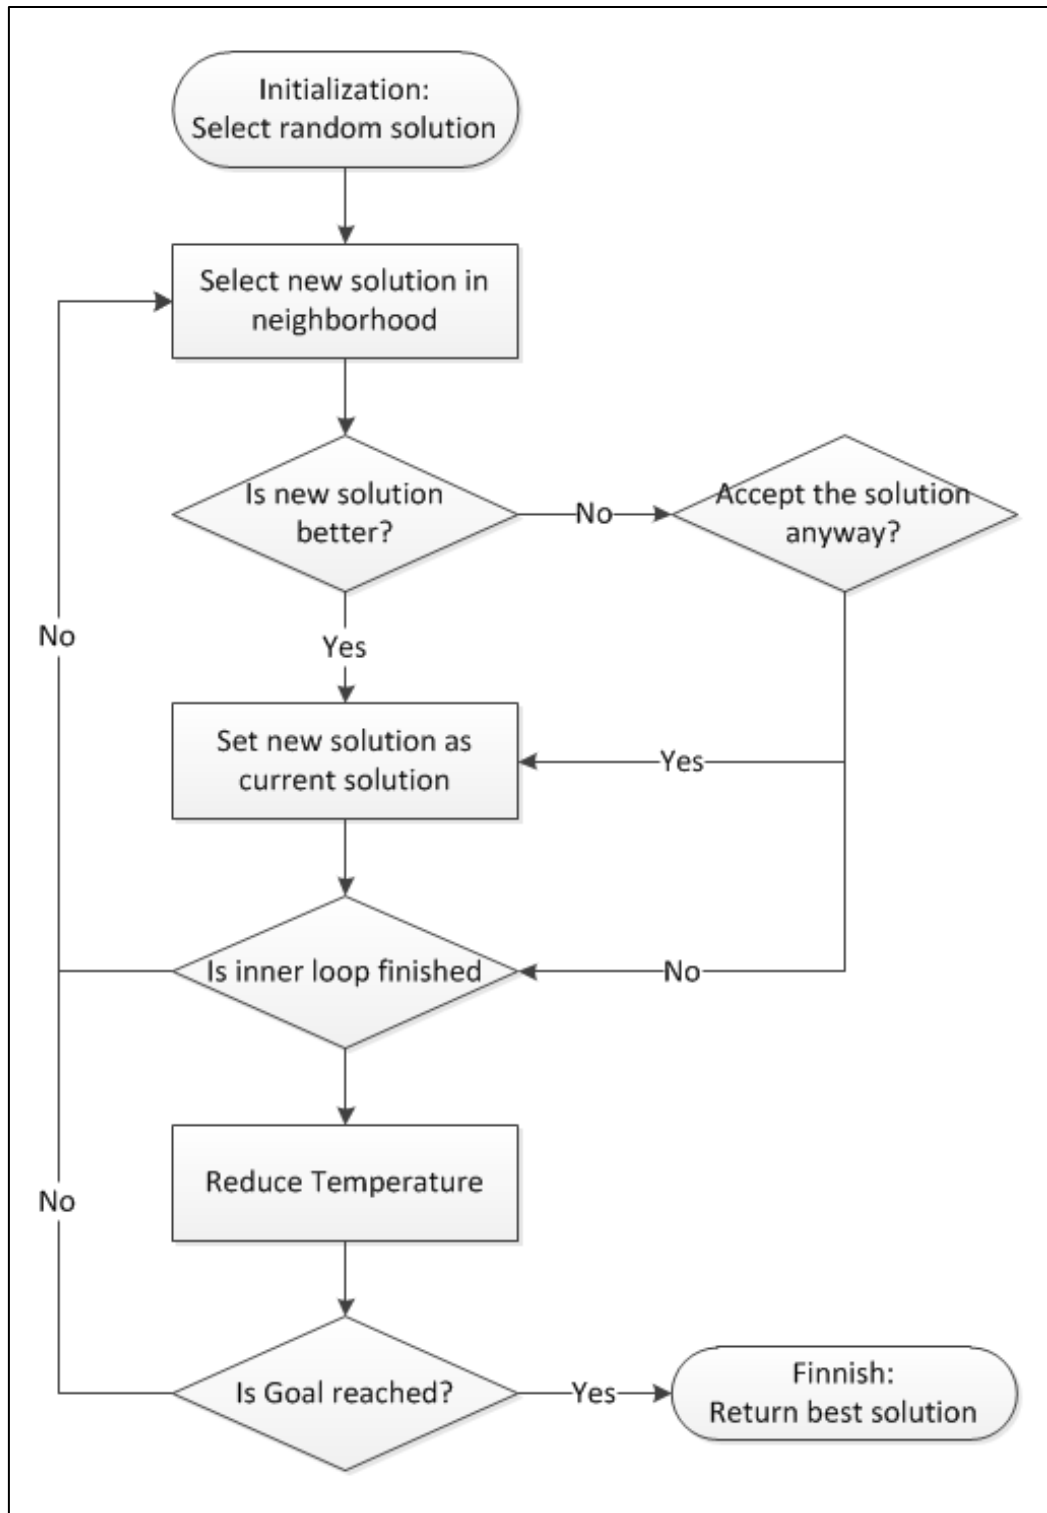 Initialization:
Select random solution
Select new solution in
neighborhood
Is new solution
better?
No
Accept the solution
anyway?
No
Yes
Set new solution as
current solution
Yes
Is inner loop finished
No
Reduce Temperature
No
Is Goal reached?
Yes
Finnish:
Return best solution